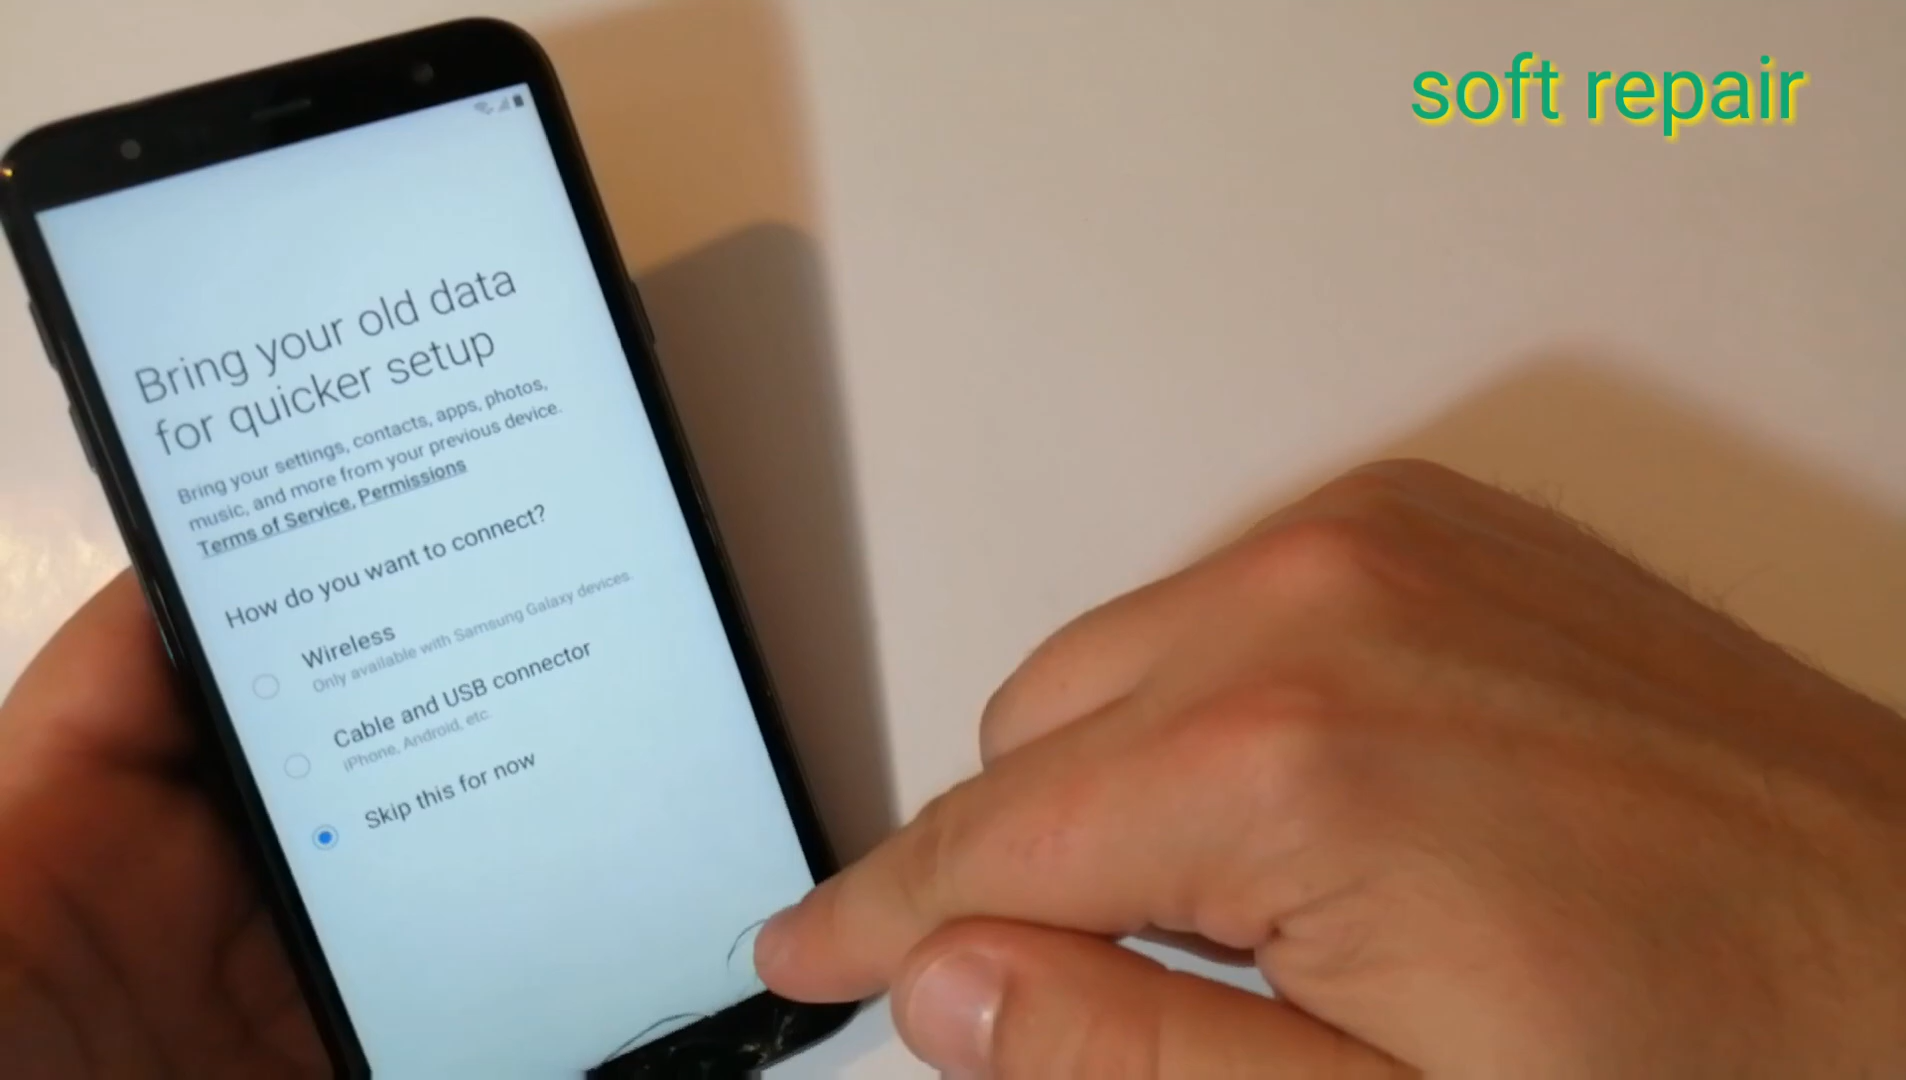 soft repair
Bring your old data
for quicker setup
Bring your settings, contacts, apps, photos,
music, and more from your previous device.
Terms of Service, Permissions
How do you want to connect?
Wireless
Only available with Samsung Galaxy devices.
Cable and USB connector
iPhone, Android, etc.
Skip this for now